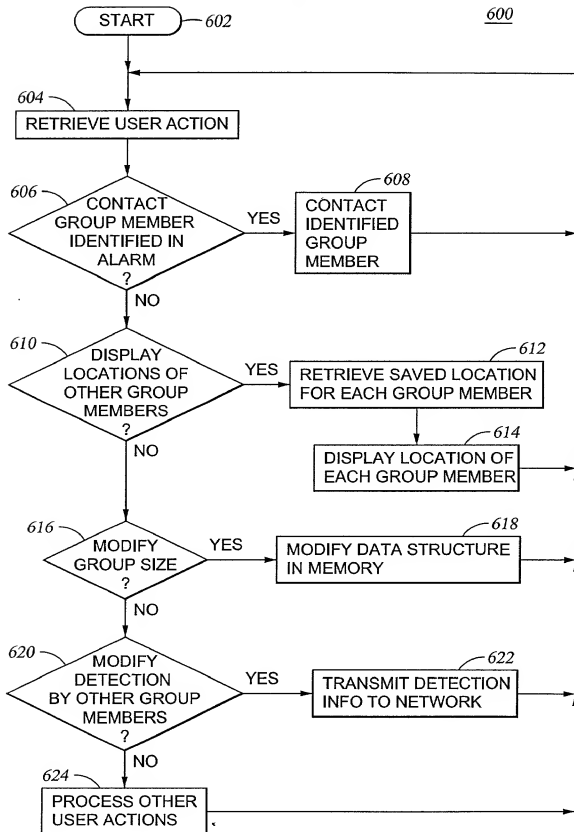 START
602
600
604
RETRIEVE USER ACTION
606
CONTACT
GROUP MEMBER
IDENTIFIED IN
ALARM
?
YES
608
CONTACT
IDENTIFIED
GROUP
MEMBER
NO
610
DISPLAY
LOCATIONS OF
OTHER GROUP
MEMBERS
?
YES
612
RETRIEVE SAVED LOCATION
FOR EACH GROUP MEMBER
614
DISPLAY LOCATION OF
EACH GROUP MEMBER
NO
616
MODIFY
GROUP SIZE
?
YES
618
MODIFY DATA STRUCTURE
IN MEMORY
NO
620
MODIFY
DETECTION
BY OTHER GROUP
MEMBERS
?
YES
622
TRANSMIT DETECTION
INFO TO NETWORK
NO
624
PROCESS OTHER
USER ACTIONS